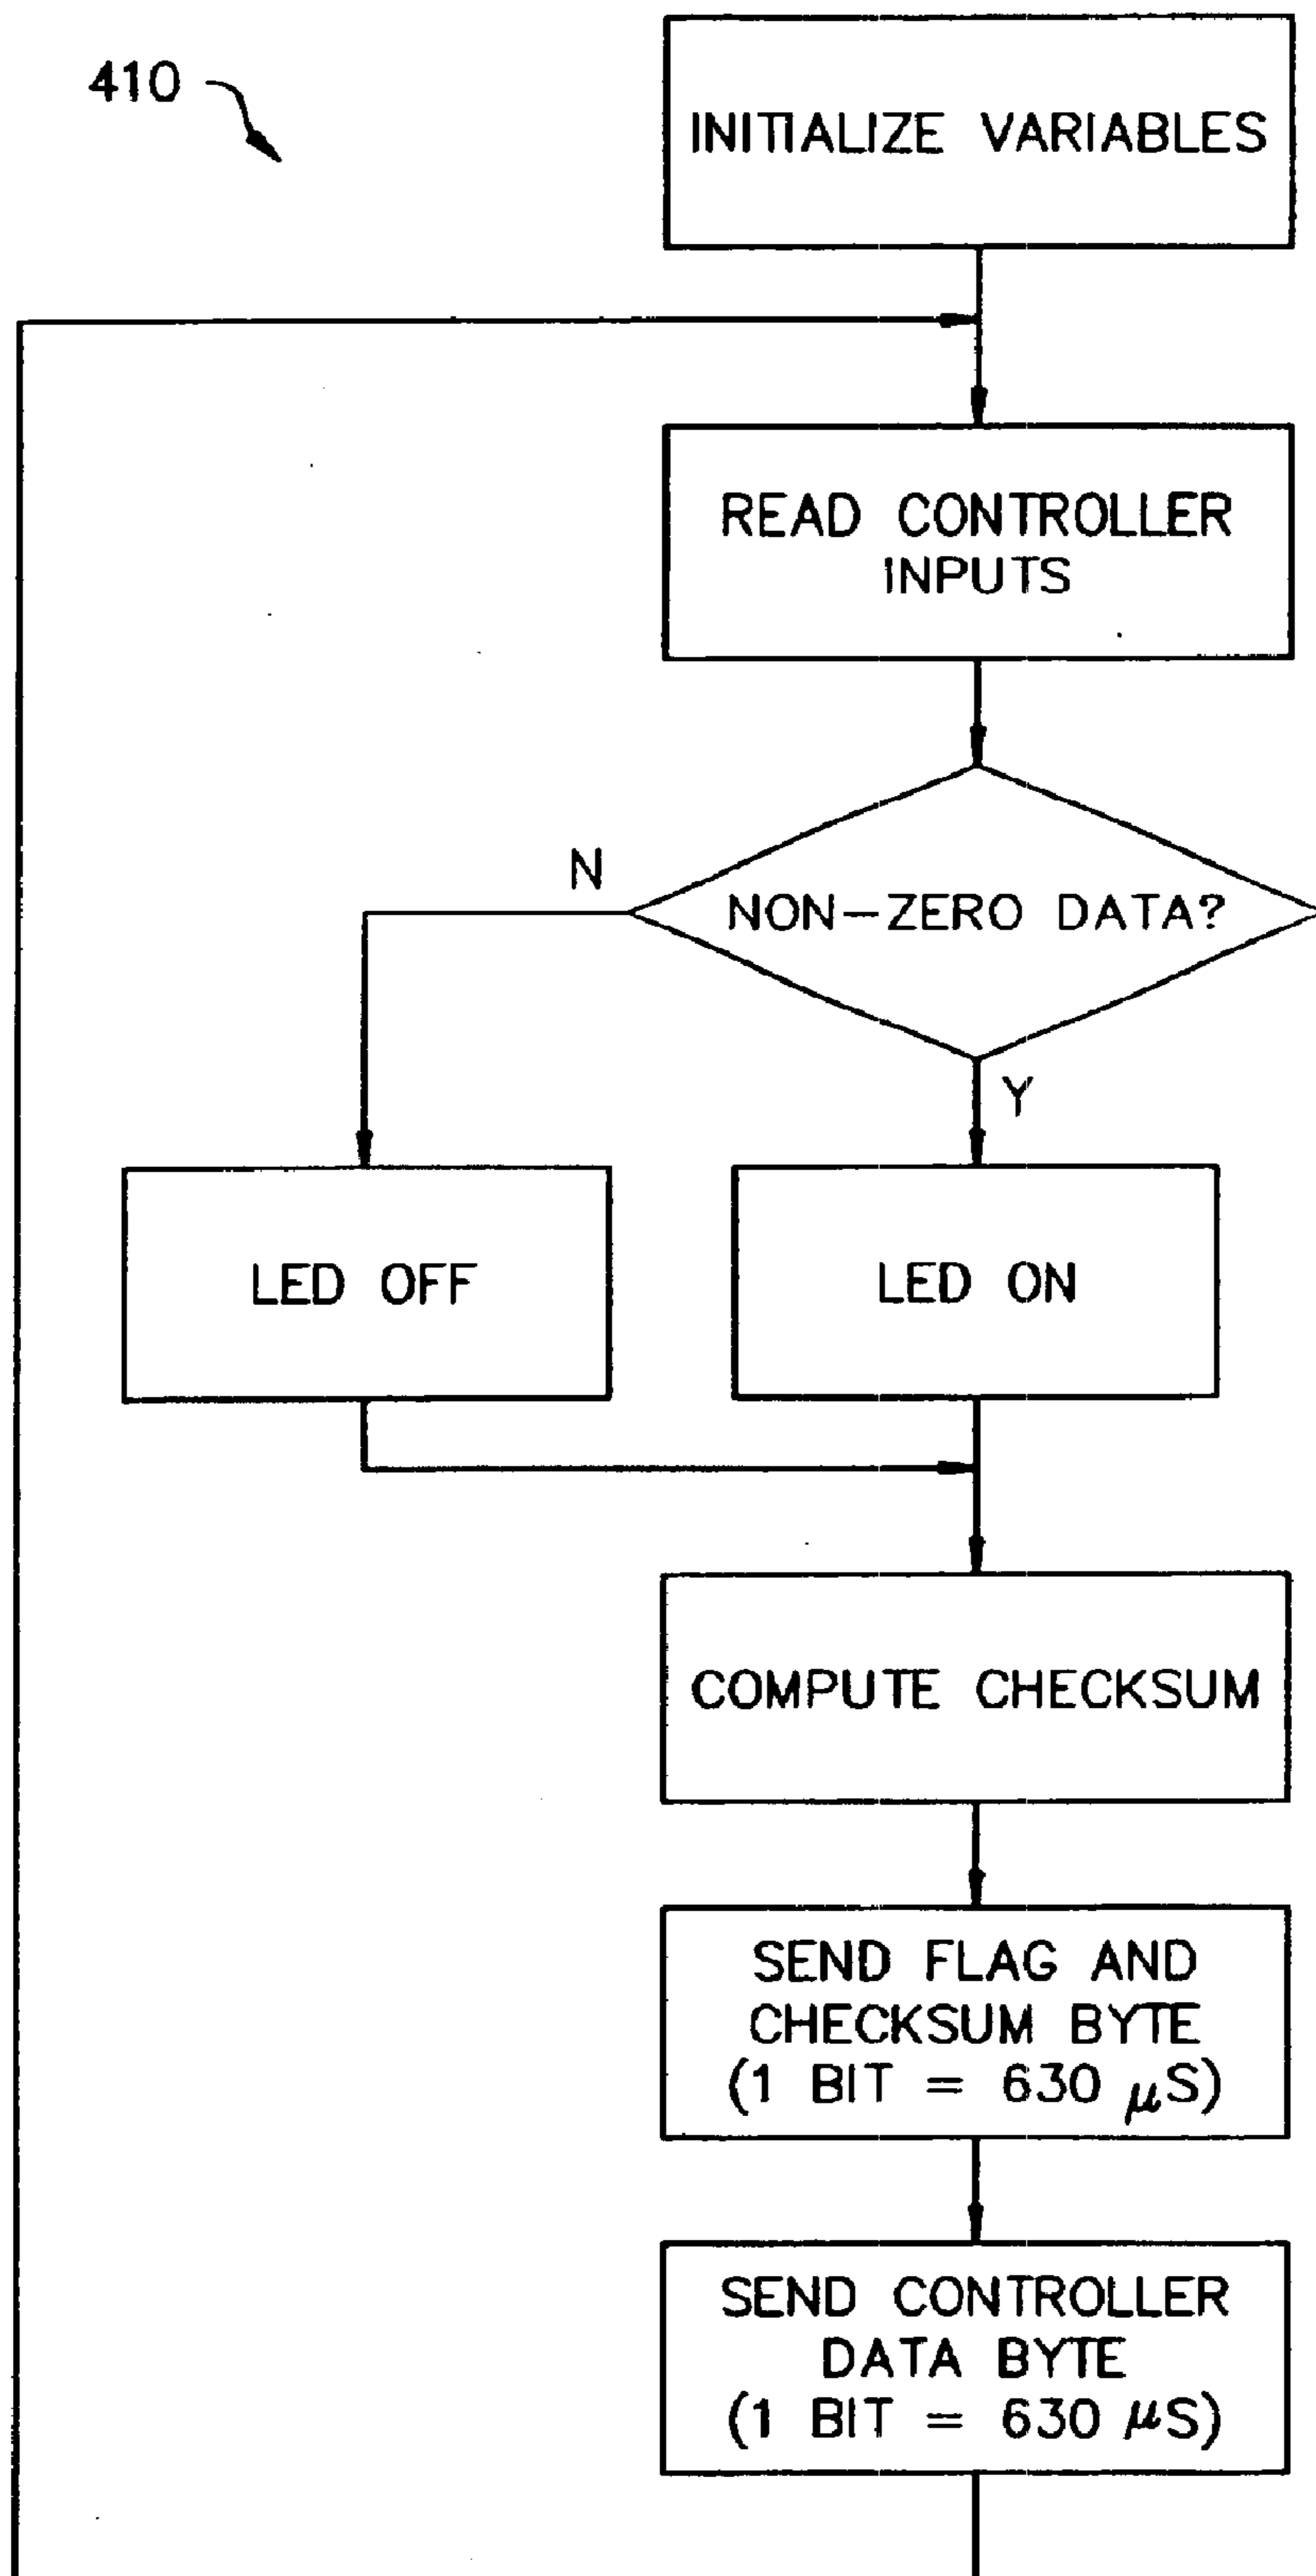 410
INITIALIZE VARIABLES
READ CONTROLLER
INPUTS
N
NON-ZERO DATA?
Y
LED OFF
LED ON
COMPUTE CHECKSUM
SEND FLAG AND
CHECKSUM BYTE
(1 BIT = 630 μS)
SEND CONTROLLER
DATA BYTE
(1 BIT = 630 μS)